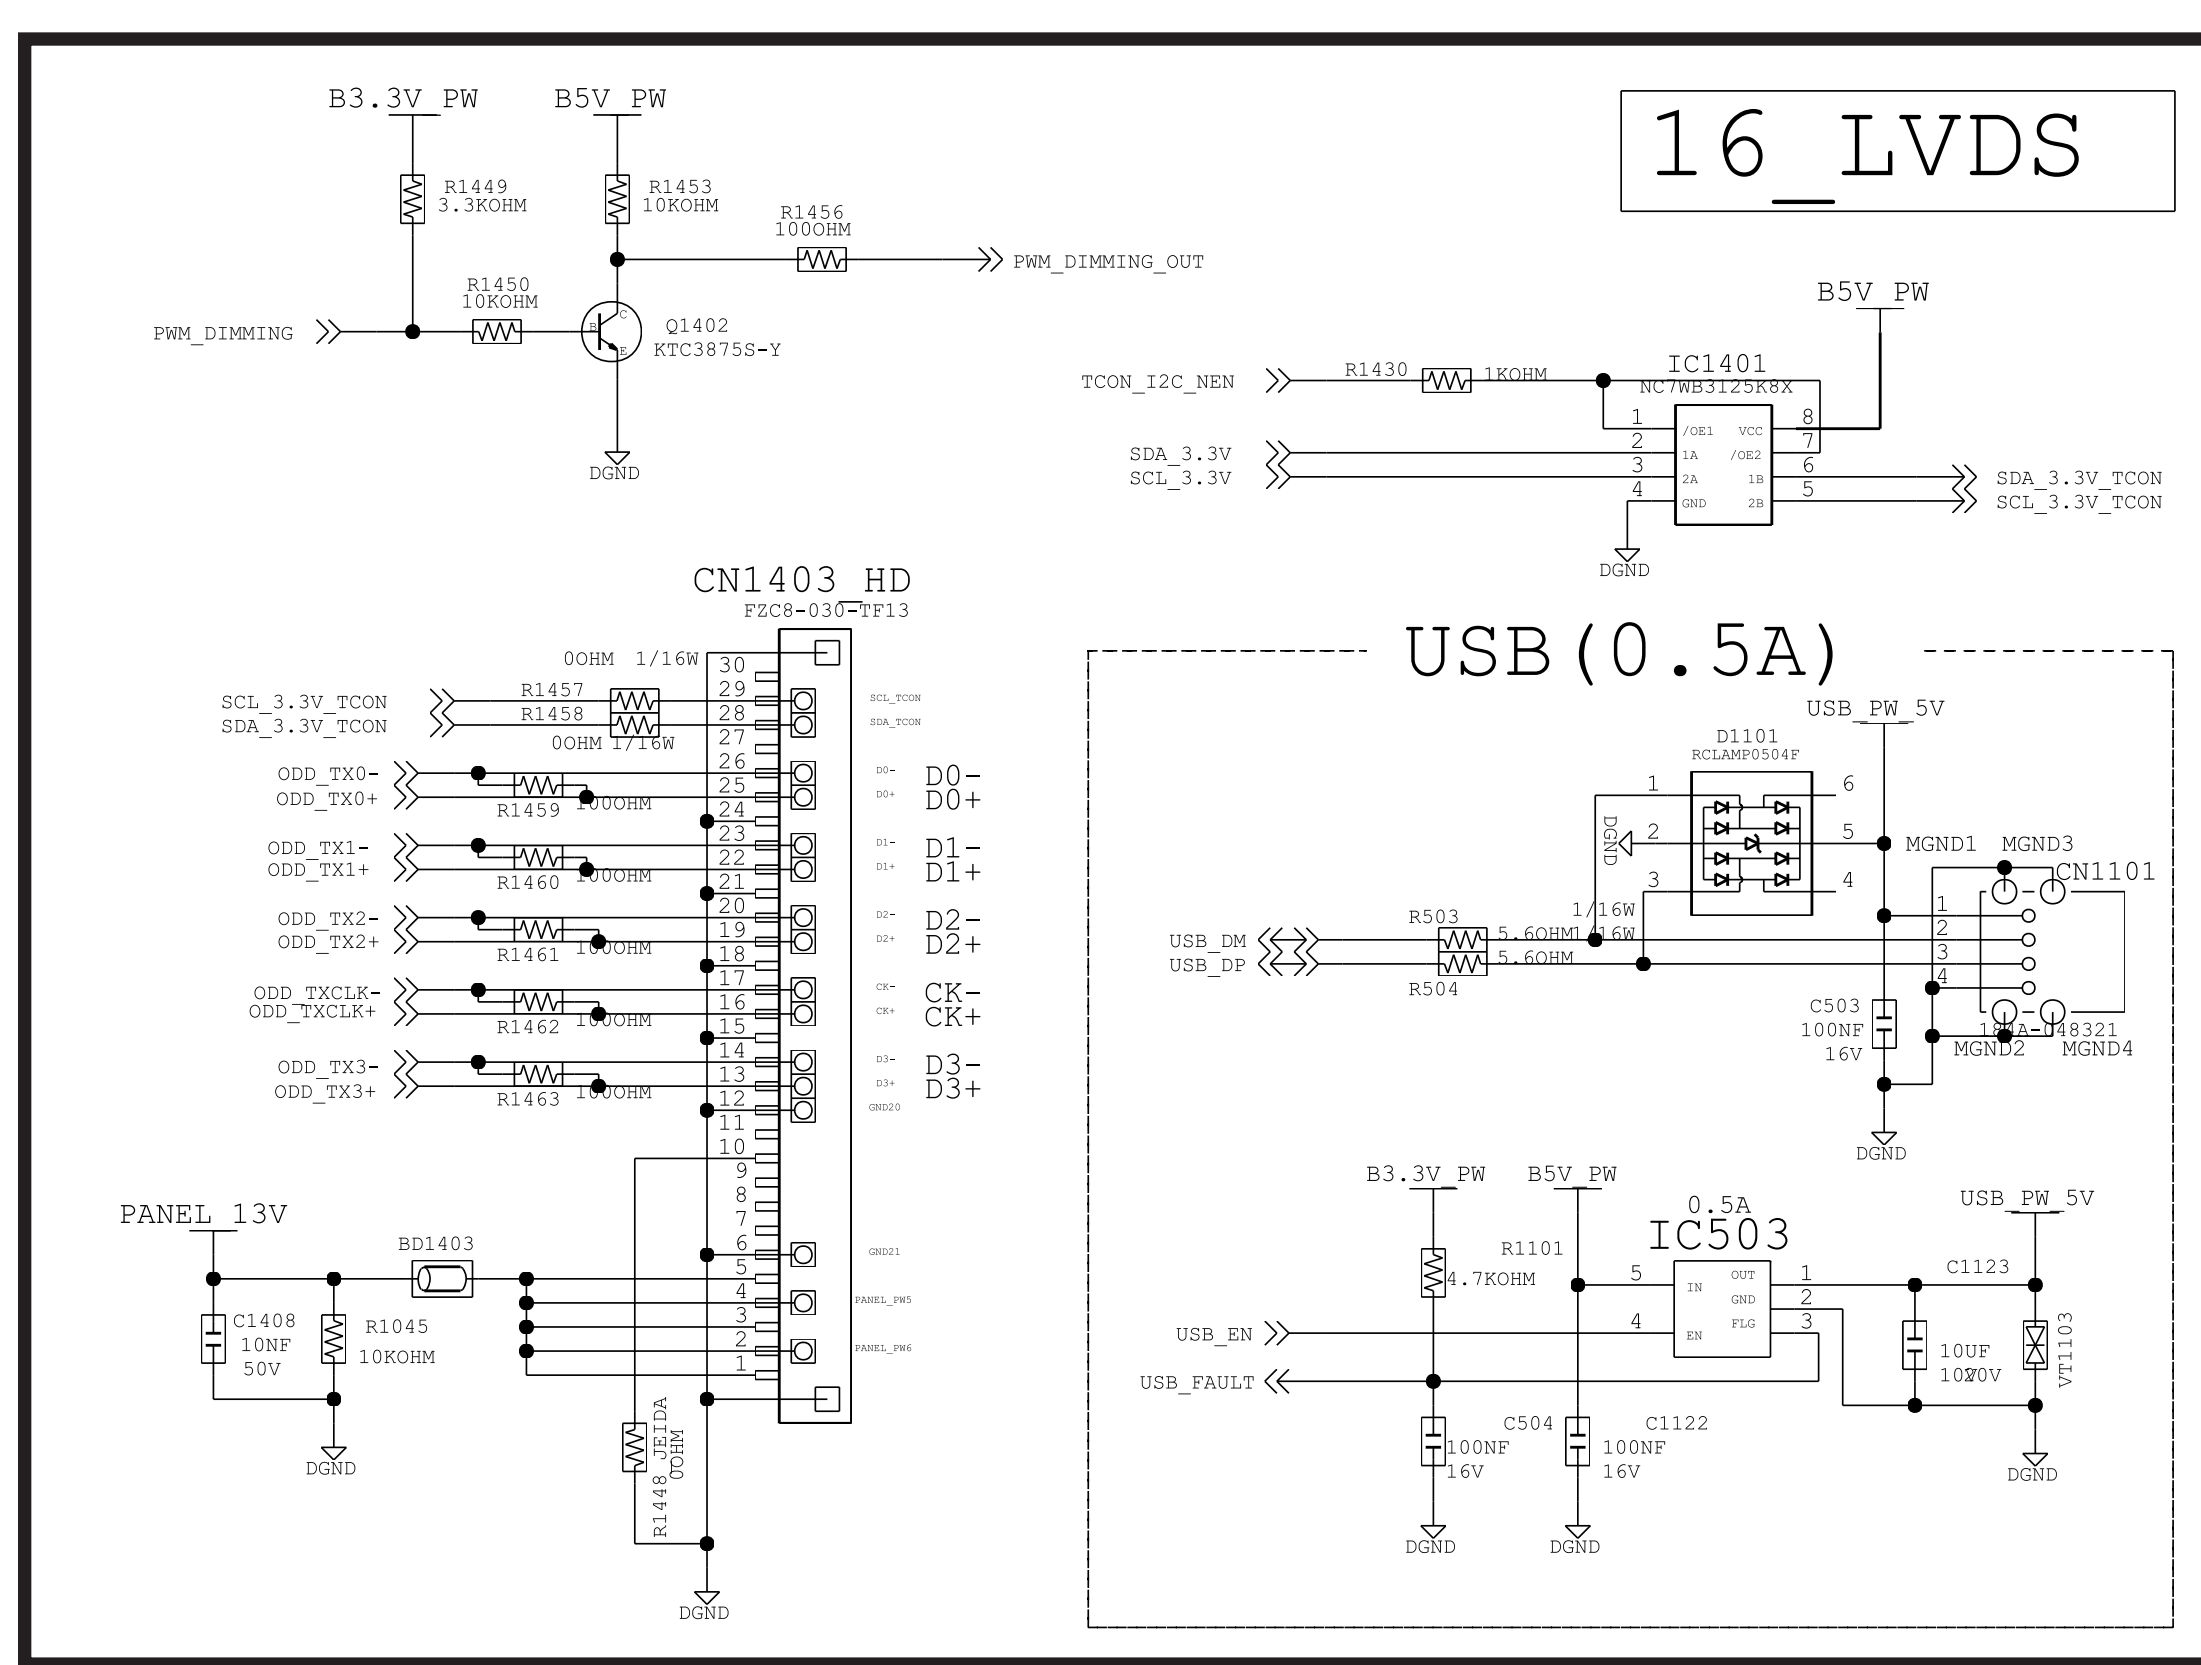 B3.3V_PW
B5V_PW
16_LVDS
R1449
3.3KOHM
R1453
10KOHM
R1456
100OHM
PWM_DIMMING_OUT
R1450
10KOHM
PWM_DIMMING
B
C
E
Q1402
KTC3875S-Y
DGND
B5V_PW
IC1401
NC7WB3125K8X
TCON_I2C_NEN
R1430
1KOHM
1 /OE1 VCC 8
SDA_3.3V 2 1A /OE2 7
SCL_3.3V 3 2A 1B 6 SDA_3.3V_TCON
4 GND 2B 5 SCL_3.3V_TCON
DGND
CN1403_HD
FZC8-030-TF13
0OHM 1/16W
30
SCL_3.3V_TCON R1457 29 SCL_TCON
SDA_3.3V_TCON R1458 28 SDA_TCON
0OHM 1/16W
27
ODD_TX0- 26 D0- D0-
ODD_TX0+ 25 D0+ D0+
R1459 100OHM
24
ODD_TX1- 23 D1- D1-
ODD_TX1+ 22 D1+ D1+
R1460 100OHM
21
ODD_TX2- 20 D2- D2-
ODD_TX2+ 19 D2+ D2+
R1461 100OHM
18
ODD_TXCLK- 17 CK- CK-
ODD_TXCLK+ 16 CK+ CK+
R1462 100OHM
15
ODD_TX3- 14 D3- D3-
ODD_TX3+ 13 D3+ D3+
R1463 100OHM
12 GND20
11
10
9
8
7
6 GND21
5
4 PANEL_PW5
3
2 PANEL_PW6
1
PANEL_13V
BD1403
C1408
10NF
50V
R1045
10KOHM
DGND
R1448 JEIDA
0OHM
DGND
USB(0.5A)
USB_PW_5V
D1101
RCLAMP0504F
1
2
3
6
5
4
DGND
MGND1 MGND3
CN1101
1
2
3
4
1/16W
R503 5.6OHM 1/16W
USB_DM
USB_DP
5.6OHM
R504
C503
100NF
16V
184A-048321
MGND2 MGND4
DGND
B3.3V_PW
B5V_PW
USB_PW_5V
0.5A
IC503
R1101
4.7KOHM
5 IN OUT 1
GND 2
4 EN FLG 3
C1123
10UF
10V
20V
VT1103
USB_EN
USB_FAULT
C504
100NF
16V
C1122
100NF
16V
DGND
DGND
DGND